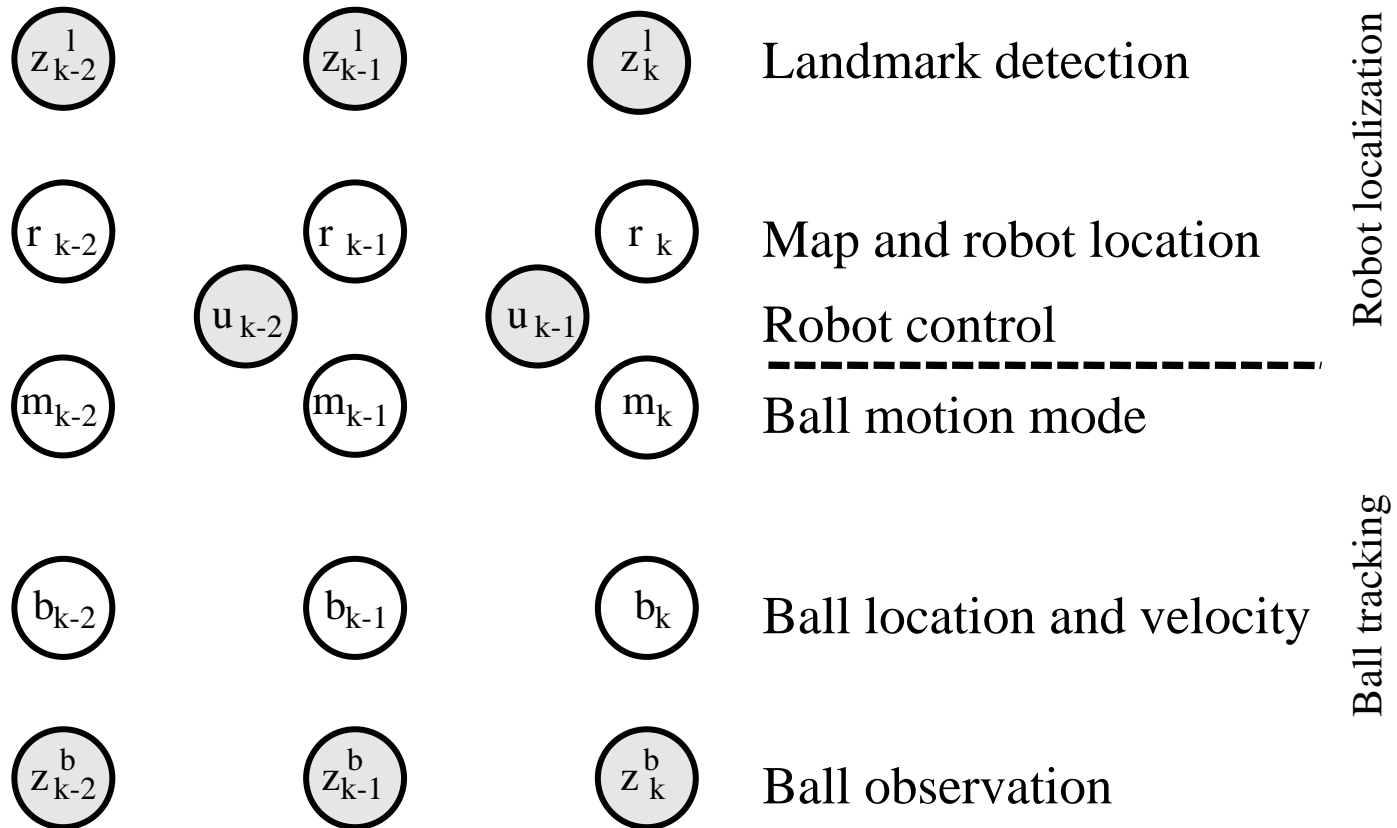 z^l_{k-2} z^l_{k-1} z^l_k Landmark detection
r_{k-2} r_{k-1} r_k Map and robot location
u_{k-2} u_{k-1} Robot control
Robot localization
m_{k-2} m_{k-1} m_k Ball motion mode
b_{k-2} b_{k-1} b_k Ball location and velocity
z^b_{k-2} z^b_{k-1} z^b_k Ball observation
Ball tracking